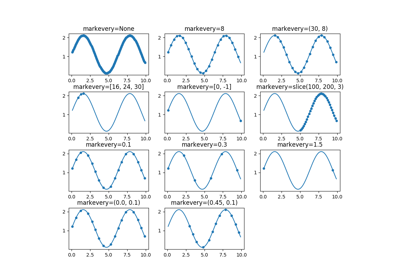 markevery=None markevery=8 markevery=(30, 8)
2 2 2
1 1 1
0.0 2.5 5.0 7.5 10.0 0.0 2.5 5.0 7.5 10.0 0.0 2.5 5.0 7.5 10.0
markevery=[16, 24, 30] markevery=[0, -1] markevery=slice(100, 200, 3)
2 2 2
1 1 1
0.0 2.5 5.0 7.5 10.0 0.0 2.5 5.0 7.5 10.0 0.0 2.5 5.0 7.5 10.0
markevery=0.1 markevery=0.3 markevery=1.5
2 2 2
1 1 1
0.0 2.5 5.0 7.5 10.0 0.0 2.5 5.0 7.5 10.0 0.0 2.5 5.0 7.5 10.0
markevery=(0.0, 0.1) markevery=(0.45, 0.1)
2 2
1 1
0.0 2.5 5.0 7.5 10.0 0.0 2.5 5.0 7.5 10.0